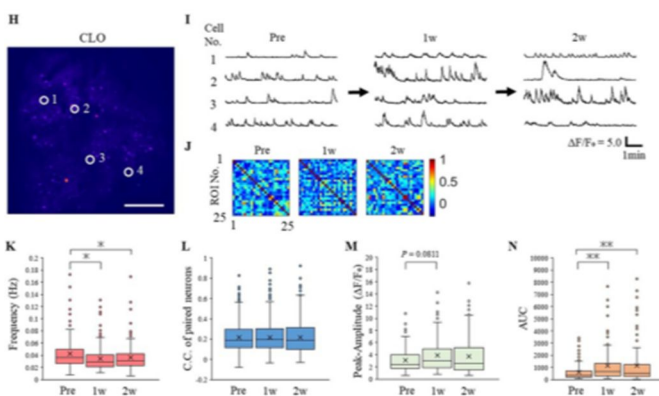 H
CLO
1
2
3
4
I
Cell
No.
Pre
1w
2w
1
2
3
4
ΔF/F₀ = 5.0
1min
J
Pre
1w
2w
1
ROI No.
25
1
25
1
0.5
0
K
*
*
Frequency (Hz)
0.2
0.18
0.16
0.14
0.12
0.1
0.08
0.06
0.04
0.02
0
Pre
1w
2w
L
C.C. of paired neurons
1
0.8
0.6
0.4
0.2
0
-0.2
Pre
1w
2w
M
P = 0.0811
Peak-Amplitude (ΔF/F₀)
20
18
16
14
12
10
8
6
4
2
0
Pre
1w
2w
N
**
**
AUC
10000
9000
8000
7000
6000
5000
4000
3000
2000
1000
0
Pre
1w
2w